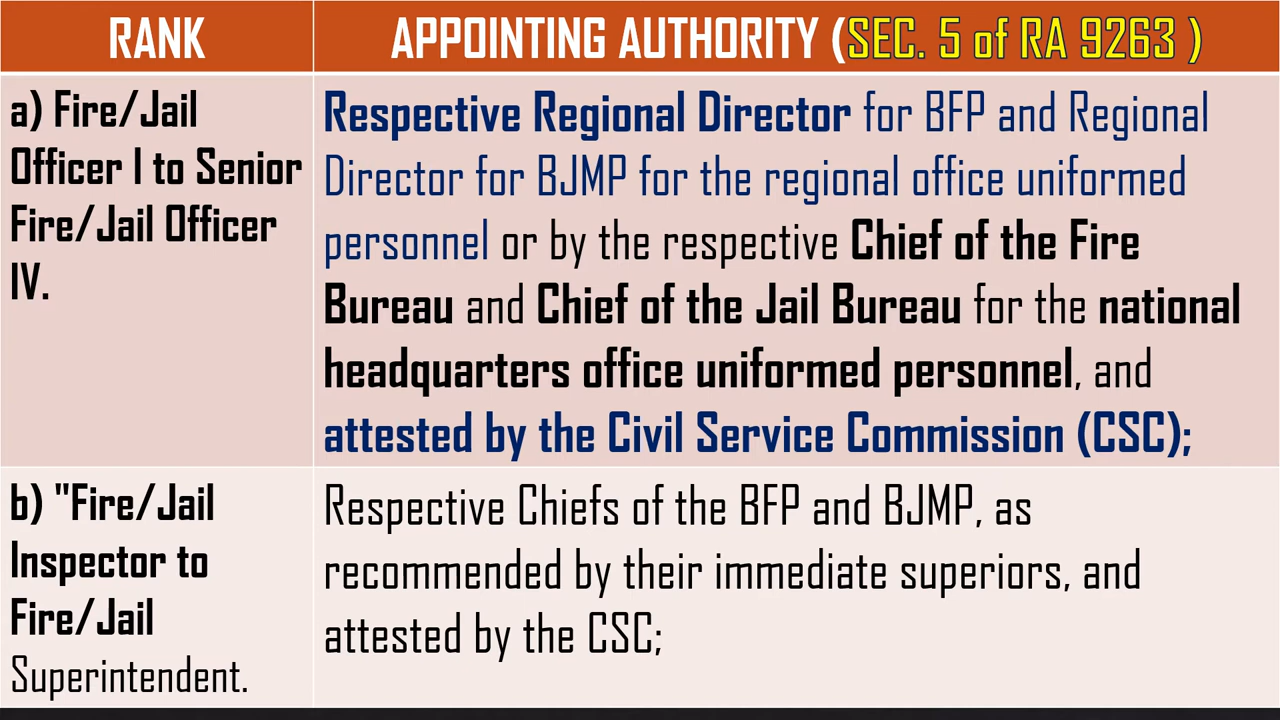 RANK
APPOINTING AUTHORITY (SEC. 5 of RA 9263 )
a) Fire/Jail
Officer I to Senior
Fire/Jail Officer
IV.
Respective Regional Director for BFP and Regional
Director for BJMP for the regional office uniformed
personnel or by the respective Chief of the Fire
Bureau and Chief of the Jail Bureau for the national
headquarters office uniformed personnel, and
attested by the Civil Service Commission (CSC);
b) "Fire/Jail
Inspector to
Fire/Jail
Superintendent.
Respective Chiefs of the BFP and BJMP, as
recommended by their immediate superiors, and
attested by the CSC;